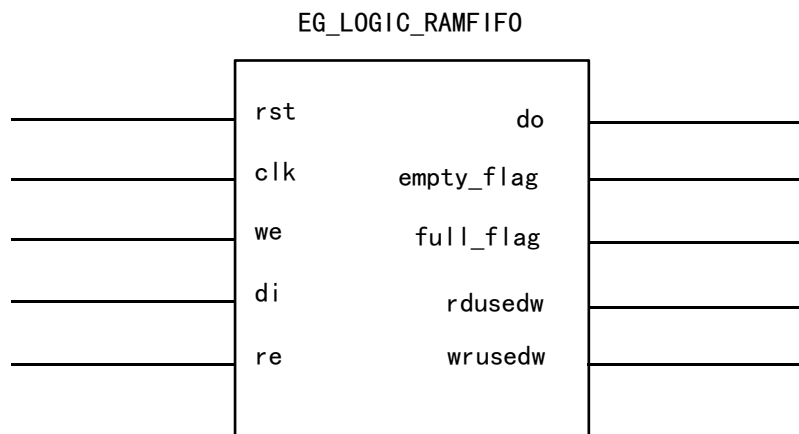 EG_LOGIC_RAMFIFO
rst
do
clk
empty_flag
we
full_flag
di
rdusedw
re
wrusedw